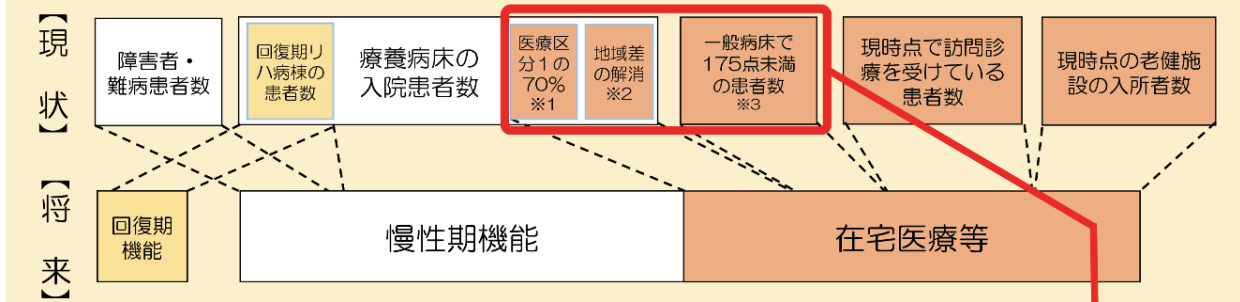 【現状】
障害者・
難病患者数
回復期リ
ハ病棟の
患者数
療養病床の
入院患者数
医療区
分1の
70%
※1
地域差
の解消
※2
一般病床で
175点未満
の患者数
※3
現時点で訪問診
療を受けている
患者数
現時点の老健施
設の入所者数
【将来】
回復期
機能
慢性期機能
在宅医療等